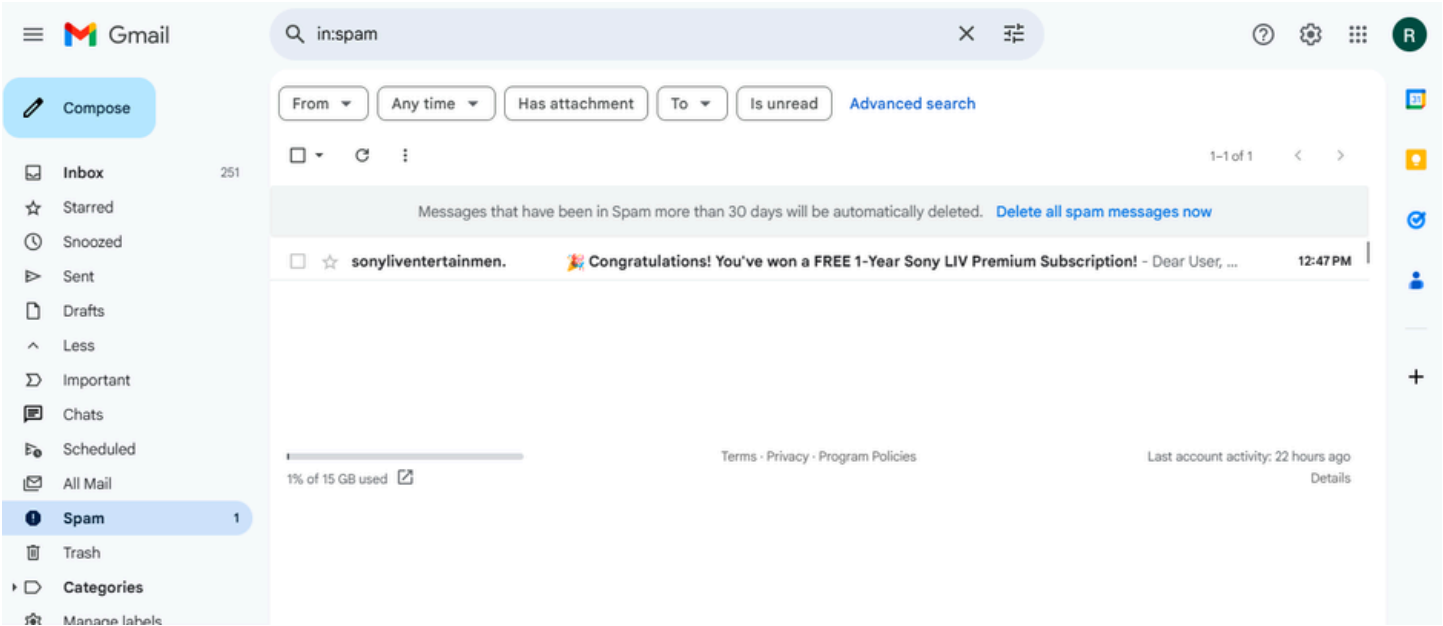 Gmail
in:spam
R
Compose
From
Any time
Has attachment
To
Is unread
Advanced search
1–1 of 1
Inbox 251
Starred
Snoozed
Sent
Drafts
Less
Important
Chats
Scheduled
All Mail
Spam 1
Trash
Categories
Manage labels
Messages that have been in Spam more than 30 days will be automatically deleted. Delete all spam messages now
sonyliventertainmen. 🎉 Congratulations! You've won a FREE 1-Year Sony LIV Premium Subscription! - Dear User, ... 12:47 PM
1% of 15 GB used
Terms · Privacy · Program Policies
Last account activity: 22 hours ago
Details
31